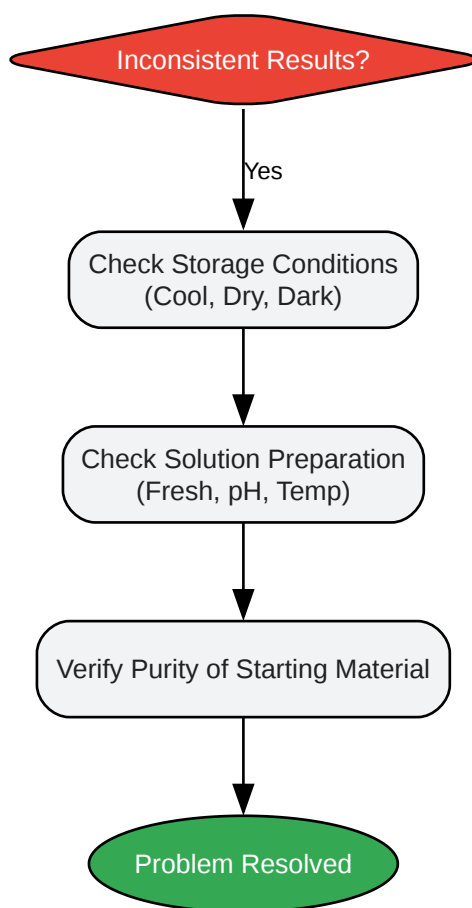 Inconsistent Results?
Yes
Check Storage Conditions
(Cool, Dry, Dark)
Check Solution Preparation
(Fresh, pH, Temp)
Verify Purity of Starting Material
Problem Resolved